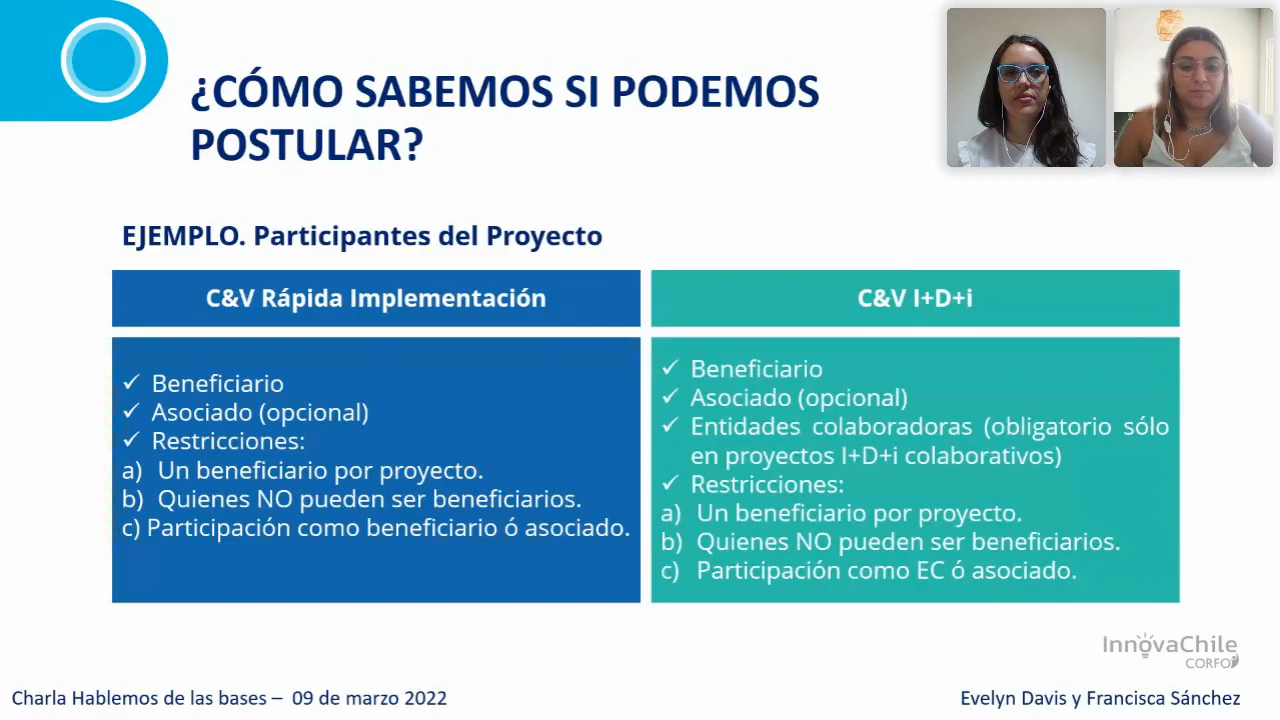 ¿CÓMO SABEMOS SI PODEMOS
POSTULAR?
EJEMPLO. Participantes del Proyecto
C&V Rápida Implementación
✓ Beneficiario
✓ Asociado (opcional)
✓ Restricciones:
a) Un beneficiario por proyecto.
b) Quienes NO pueden ser beneficiarios.
c) Participación como beneficiario ó asociado.
C&V I+D+i
✓ Beneficiario
✓ Asociado (opcional)
✓ Entidades colaboradoras (obligatorio sólo
en proyectos I+D+i colaborativos)
✓ Restricciones:
a) Un beneficiario por proyecto.
b) Quienes NO pueden ser beneficiarios.
c) Participación como EC ó asociado.
InnovaChile
CORFO
Charla Hablemos de las bases – 09 de marzo 2022
Evelyn Davis y Francisca Sánchez